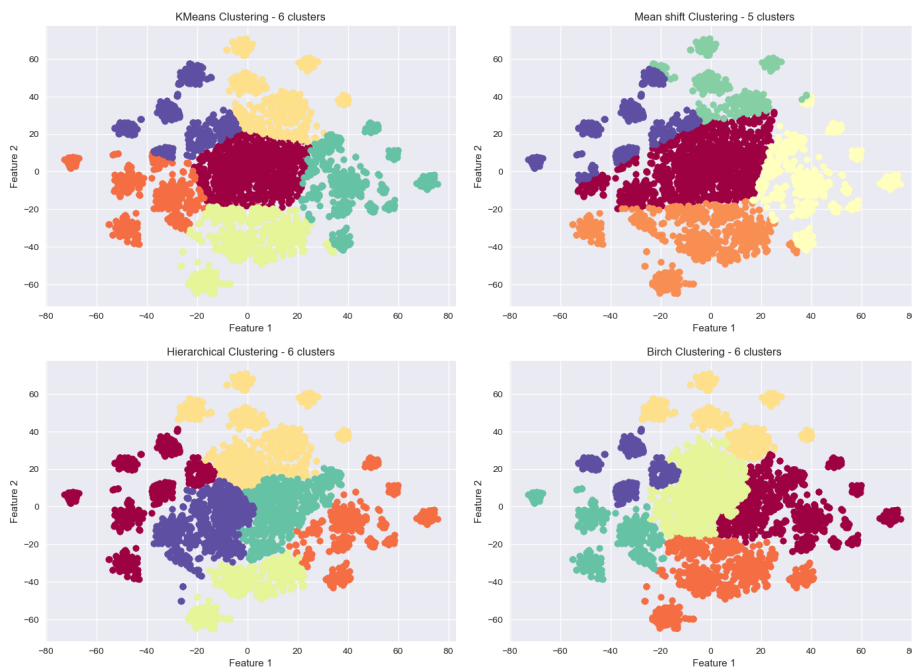 KMeans Clustering - 6 clusters
60
40
20
0
−20
−40
−60
Feature 2
−80 −60 −40 −20 0 20 40 60 80
Feature 1
Mean shift Clustering - 5 clusters
60
40
20
0
−20
−40
−60
Feature 2
−80 −60 −40 −20 0 20 40 60 80
Feature 1
Hierarchical Clustering - 6 clusters
60
40
20
0
−20
−40
−60
Feature 2
−80 −60 −40 −20 0 20 40 60 80
Feature 1
Birch Clustering - 6 clusters
60
40
20
0
−20
−40
−60
Feature 2
−80 −60 −40 −20 0 20 40 60 80
Feature 1